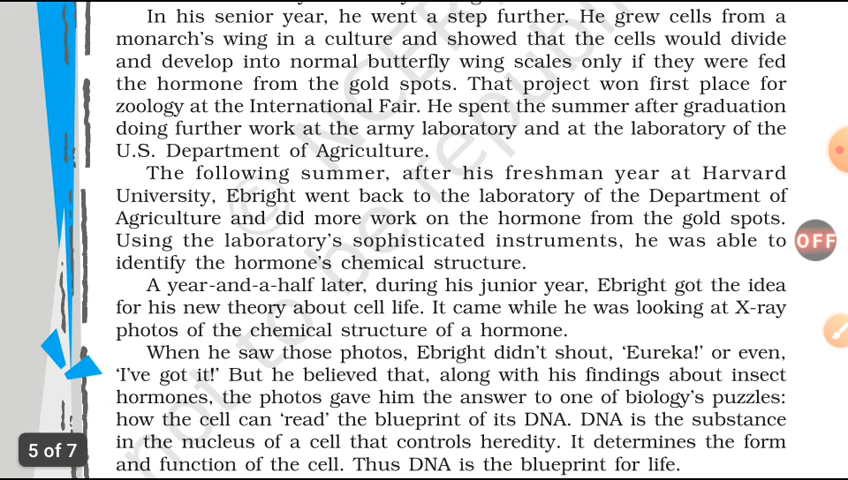 In his senior year, he went a step further. He grew cells from a
monarch's wing in a culture and showed that the cells would divide
and develop into normal butterfly wing scales only if they were fed
the hormone from the gold spots. That project won first place for
zoology at the International Fair. He spent the summer after graduation
doing further work at the army laboratory and at the laboratory of the
U.S. Department of Agriculture.
The following summer, after his freshman year at Harvard
University, Ebright went back to the laboratory of the Department of
Agriculture and did more work on the hormone from the gold spots.
Using the laboratory's sophisticated instruments, he was able to
identify the hormone's chemical structure.
A year-and-a-half later, during his junior year, Ebright got the idea
for his new theory about cell life. It came while he was looking at X-ray
photos of the chemical structure of a hormone.
When he saw those photos, Ebright didn't shout, ‘Eureka!’ or even,
‘I've got it!’ But he believed that, along with his findings about insect
hormones, the photos gave him the answer to one of biology's puzzles:
how the cell can ‘read’ the blueprint of its DNA. DNA is the substance
in the nucleus of a cell that controls heredity. It determines the form
and function of the cell. Thus DNA is the blueprint for life.
5 of 7
OFF
© NCER
not to be republi